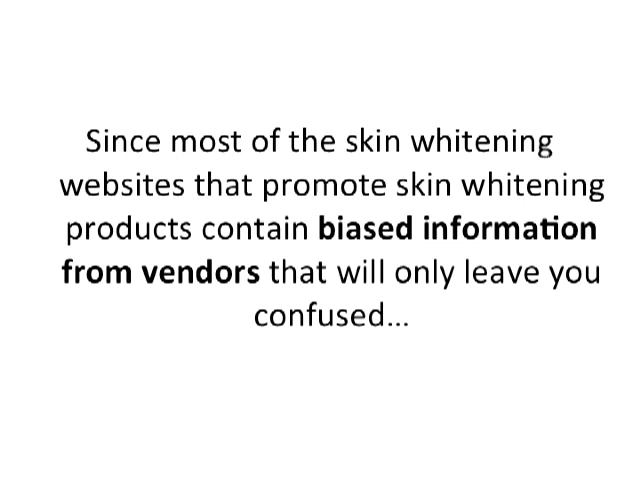 Since most of the skin whitening
websites that promote skin whitening
products contain biased information
from vendors that will only leave you
confused...